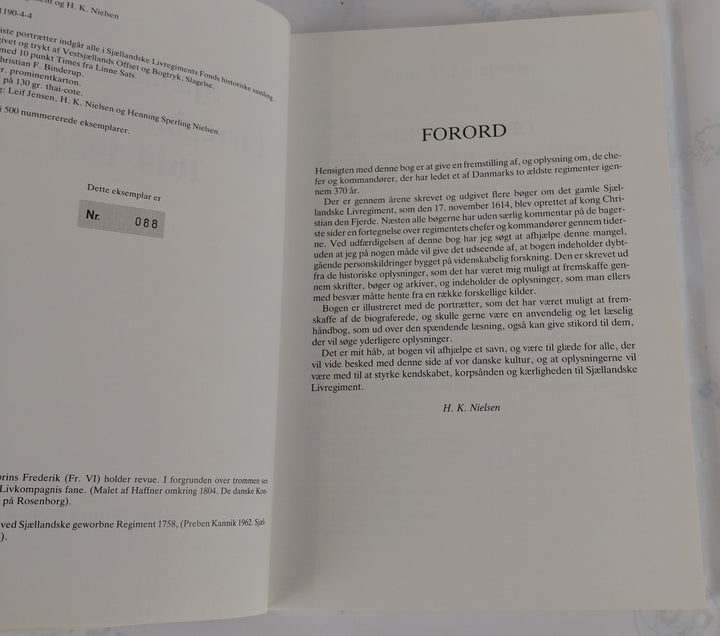 og H. K. Nielsen
1190-4-4
iste portrætter indgår alle i Sjællandske Livregiments Fonds historiske samling.
givet og trykt af Vestsjællands Offset og Bogtryk, Slagelse.
med 10 punkt Times fra Linne Sats.
hristian F. Binderup.
gr. prominentkarton.
på 130 gr. thai-cote.
g: Leif Jensen, H. K. Nielsen og Henning Sperling Nielsen.
i 500 nummererede eksemplarer.
Dette eksemplar er
Nr. 088
prins Frederik (Fr. VI) holder revue. I forgrunden over trommen ses
Livkompagnis fane. (Malet af Haffner omkring 1804. De danske Kon-
på Rosenborg).
ved Sjællandske geworbne Regiment 1758, (Preben Kannik 1962. Sjæl-
).
FORORD
Hensigten med denne bog er at give en fremstilling af, og oplysning om, de che-
fer og kommandører, der har ledet et af Danmarks to ældste regimenter igen-
nem 370 år.
Der er gennem årene skrevet og udgivet flere bøger om det gamle Sjæl-
landske Livregiment, som den 17. november 1614, blev oprettet af kong Chri-
stian den Fjerde. Næsten alle bøgerne har uden særlig kommentar på de bager-
ste sider en fortegnelse over regimentets chefer og kommandører gennem tider-
ne. Ved udfærdigelsen af denne bog har jeg søgt at afhjælpe denne mangel,
uden at jeg på nogen måde vil give det udseende af, at bogen indeholder dybt-
gående personskildringer bygget på videnskabelig forskning. Den er skrevet ud
fra de historiske oplysninger, som det har været mig muligt at fremskaffe gen-
nem skrifter, bøger og arkiver, og indeholder de oplysninger, som man ellers
med besvær måtte hente fra en række forskellige kilder.
Bogen er illustreret med de portrætter, som det har været muligt at frem-
skaffe af de biograferede, og skulle gerne være en anvendelig og let læselig
håndbog, som ud over den spændende læsning, også kan give stikord til dem,
der vil søge yderligere oplysninger.
Det er mit håb, at bogen vil afhjælpe et savn, og være til glæde for alle, der
vil vide besked med denne side af vor danske kultur, og at oplysningerne vil
være med til at styrke kendskabet, korpsånden og kærligheden til Sjællandske
Livregiment.
H. K. Nielsen